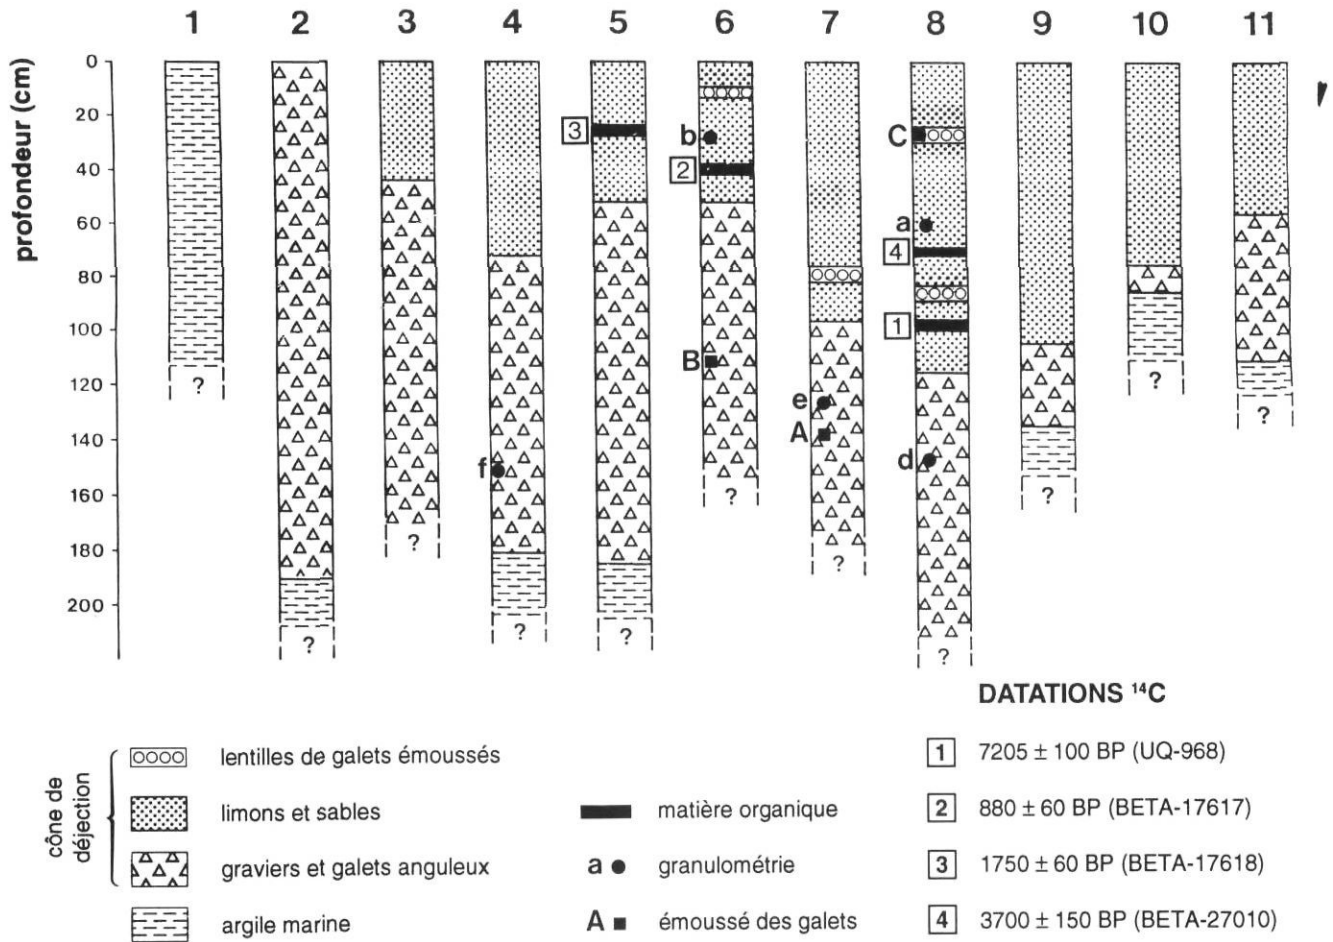 1 2 3 4 5 6 7 8 9 10 11
profondeur (cm)
0
20
40
60
80
100
120
140
160
180
200
3
b
2
C
a
4
1
B
e
A
d
f
?
?
?
?
?
?
?
?
?
?
?
DATATIONS ¹⁴C
cône de
déjection
lentilles de galets émoussés
limons et sables
graviers et galets anguleux
argile marine
matière organique
a granulométrie
A émoussé des galets
1 7205 ± 100 BP (UQ-968)
2 880 ± 60 BP (BETA-17617)
3 1750 ± 60 BP (BETA-17618)
4 3700 ± 150 BP (BETA-27010)